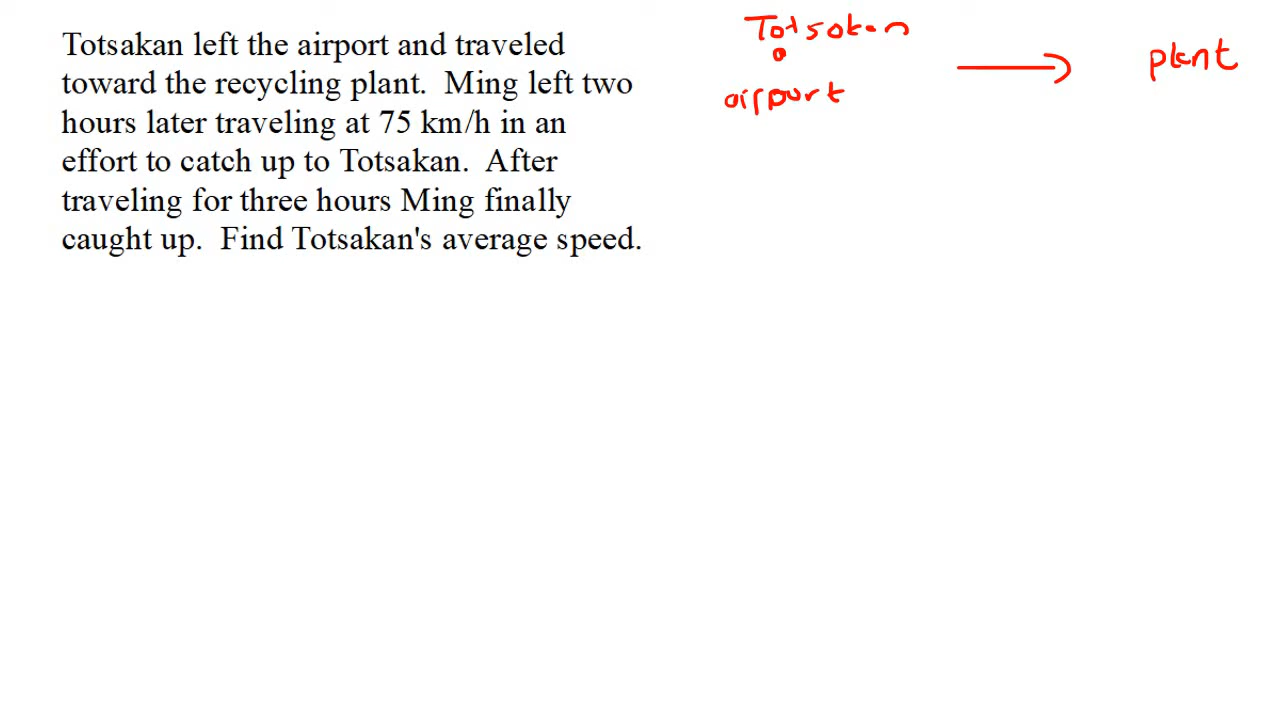 Totsakan left the airport and traveled
toward the recycling plant.  Ming left two
hours later traveling at 75 km/h in an
effort to catch up to Totsakan.  After
traveling for three hours Ming finally
caught up.  Find Totsakan's average speed.
Totsakan
airport
plant